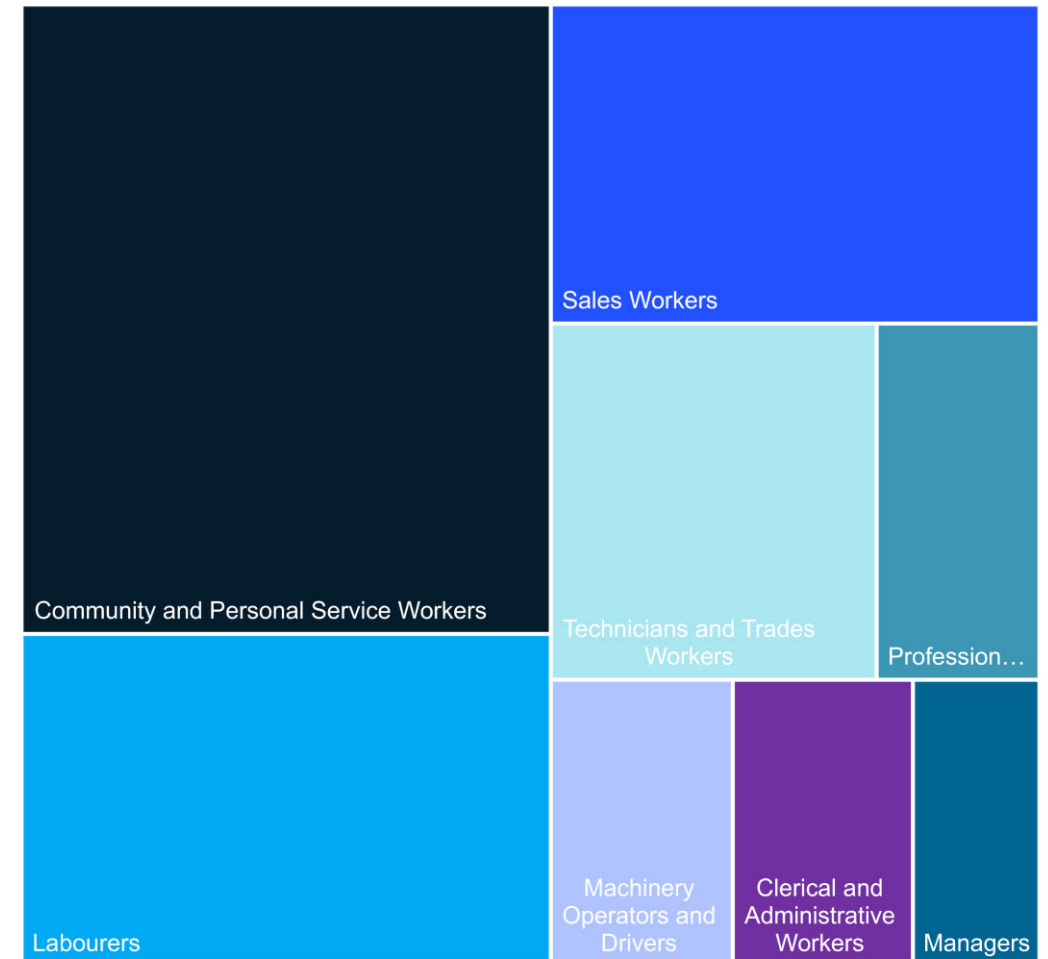 Sales Workers
Community and Personal Service Workers
Technicians and Trades
Workers
Profession…
Labourers
Machinery
Operators and
Drivers
Clerical and
Administrative
Workers
Managers